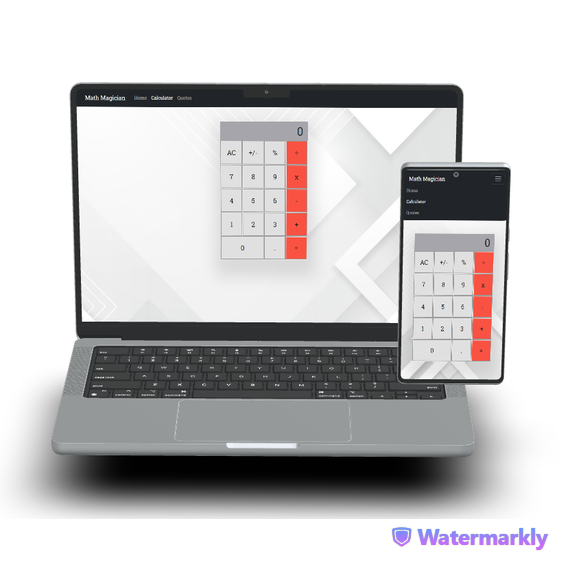 Math Magician Home Calculator Quotes
0
AC +/- % ÷
7 8 9 x
4 5 6 -
1 2 3 +
0 . =
Math Magician
Home
Calculator
Quotes
0
AC +/- % ÷
7 8 9 x
4 5 6 -
1 2 3 +
0 . =
Watermarkly